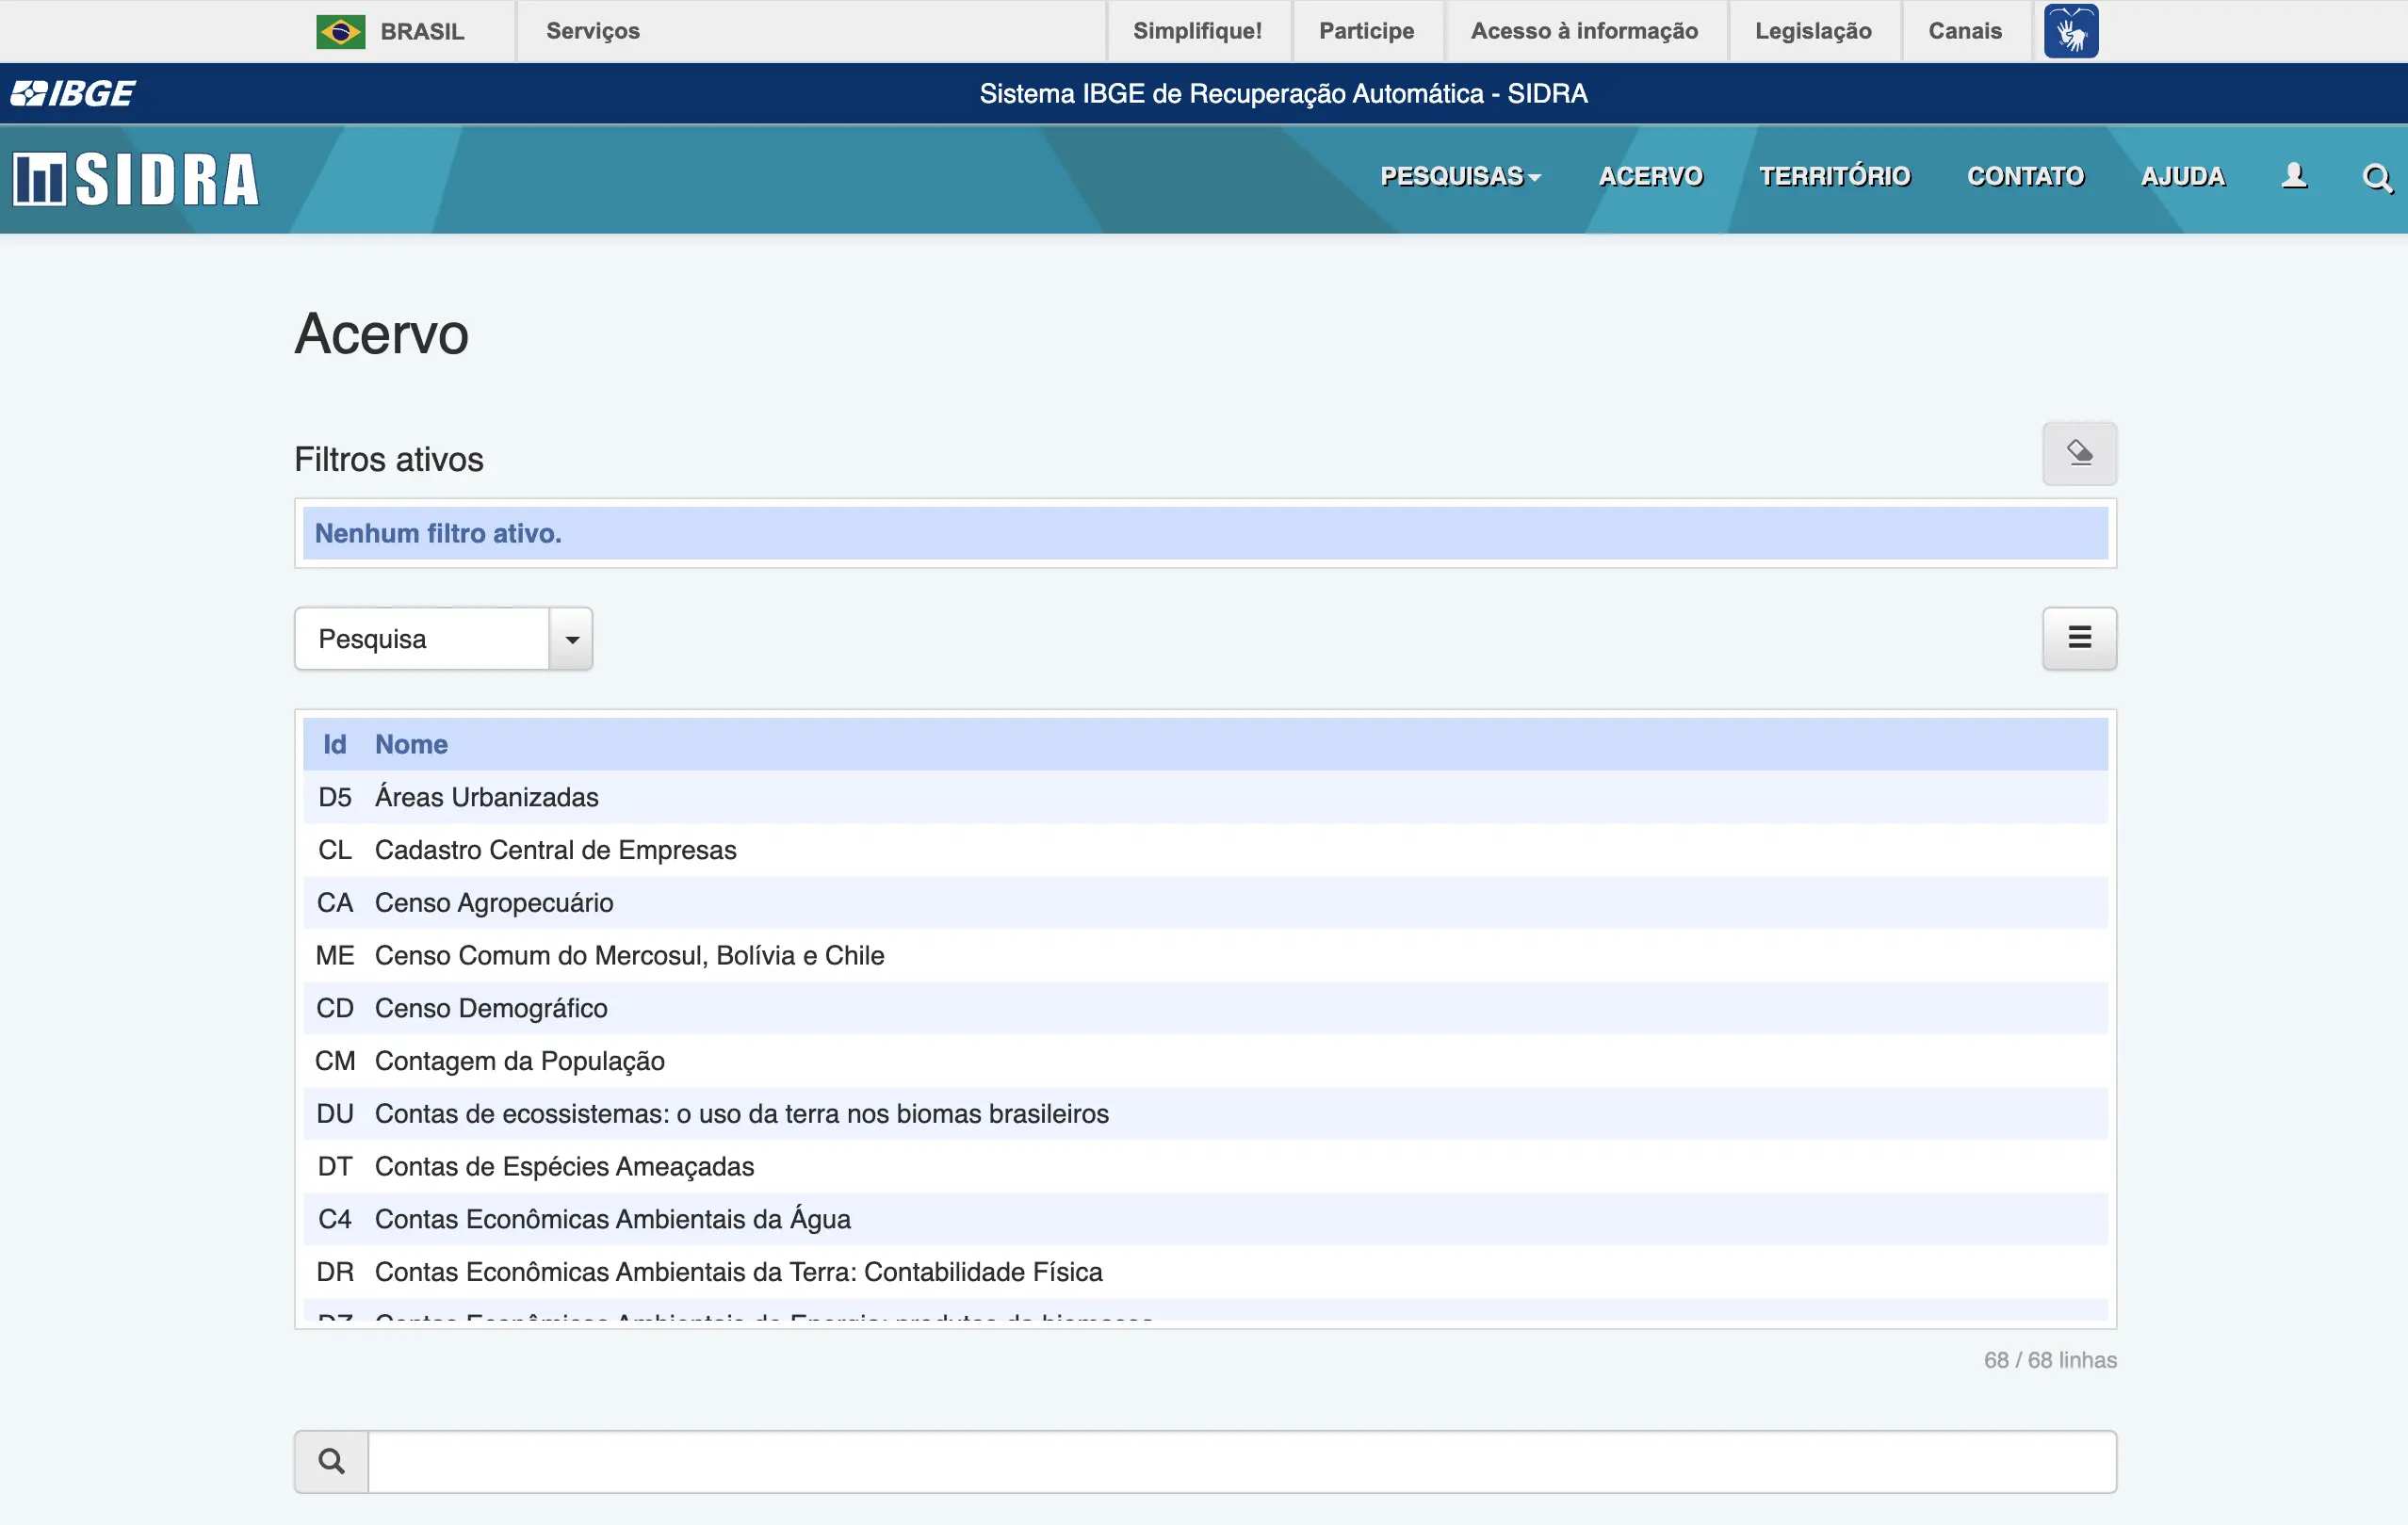 BRASIL Serviços Simplifique! Participe Acesso à informação Legislação Canais
IBGE Sistema IBGE de Recuperação Automática - SIDRA
SIDRA PESQUISAS ACERVO TERRITÓRIO CONTATO AJUDA
Acervo
Filtros ativos
Nenhum filtro ativo.
Pesquisa
Id Nome
D5 Áreas Urbanizadas
CL Cadastro Central de Empresas
CA Censo Agropecuário
ME Censo Comum do Mercosul, Bolívia e Chile
CD Censo Demográfico
CM Contagem da População
DU Contas de ecossistemas: o uso da terra nos biomas brasileiros
DT Contas de Espécies Ameaçadas
C4 Contas Econômicas Ambientais da Água
DR Contas Econômicas Ambientais da Terra: Contabilidade Física
68 / 68 linhas